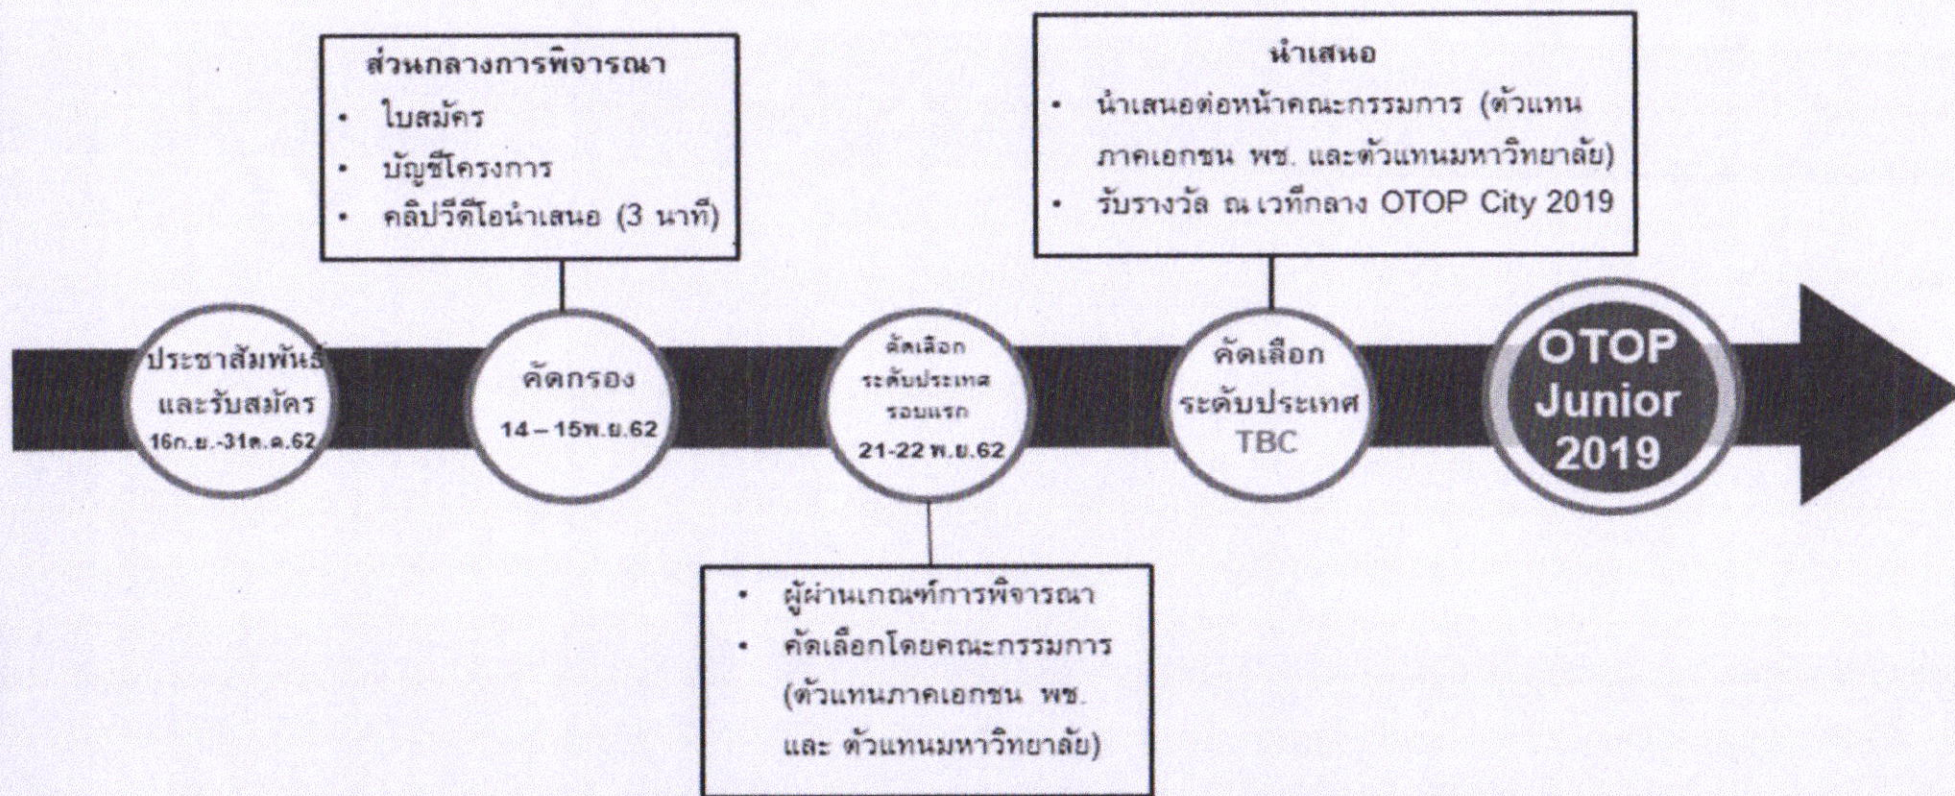 ส่วนกลางการพิจารณา
• ใบสมัคร
• บัญชีโครงการ
• คลิปวีดีโอนำเสนอ (3 นาที)
นำเสนอ
• นำเสนอต่อหน้าคณะกรรมการ (ตัวแทน
ภาคเอกชน พช. และตัวแทนมหาวิทยาลัย)
• รับรางวัล ณ เวทีกลาง OTOP City 2019
ประชาสัมพันธ์
และรับสมัคร
16ก.ย.-31ต.ค.62
คัดกรอง
14–15พ.ย.62
คัดเลือก
ระดับประเทศ
รอบแรก
21-22 พ.ย.62
คัดเลือก
ระดับประเทศ
TBC
OTOP
Junior
2019
• ผู้ผ่านเกณฑ์การพิจารณา
• คัดเลือกโดยคณะกรรมการ
(ตัวแทนภาคเอกชน พช.
และ ตัวแทนมหาวิทยาลัย)